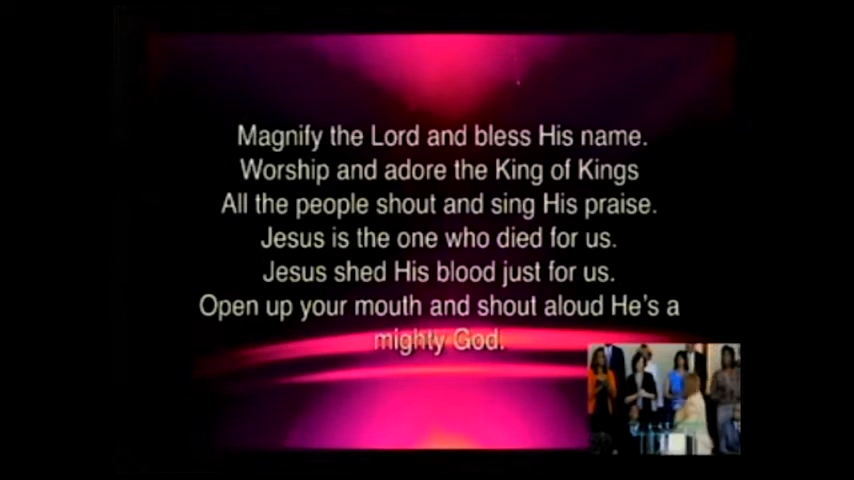 Magnify the Lord and bless His name.
Worship and adore the King of Kings
All the people shout and sing His praise.
Jesus is the one who died for us.
Jesus shed His blood just for us.
Open up your mouth and shout aloud He's a
mighty God.